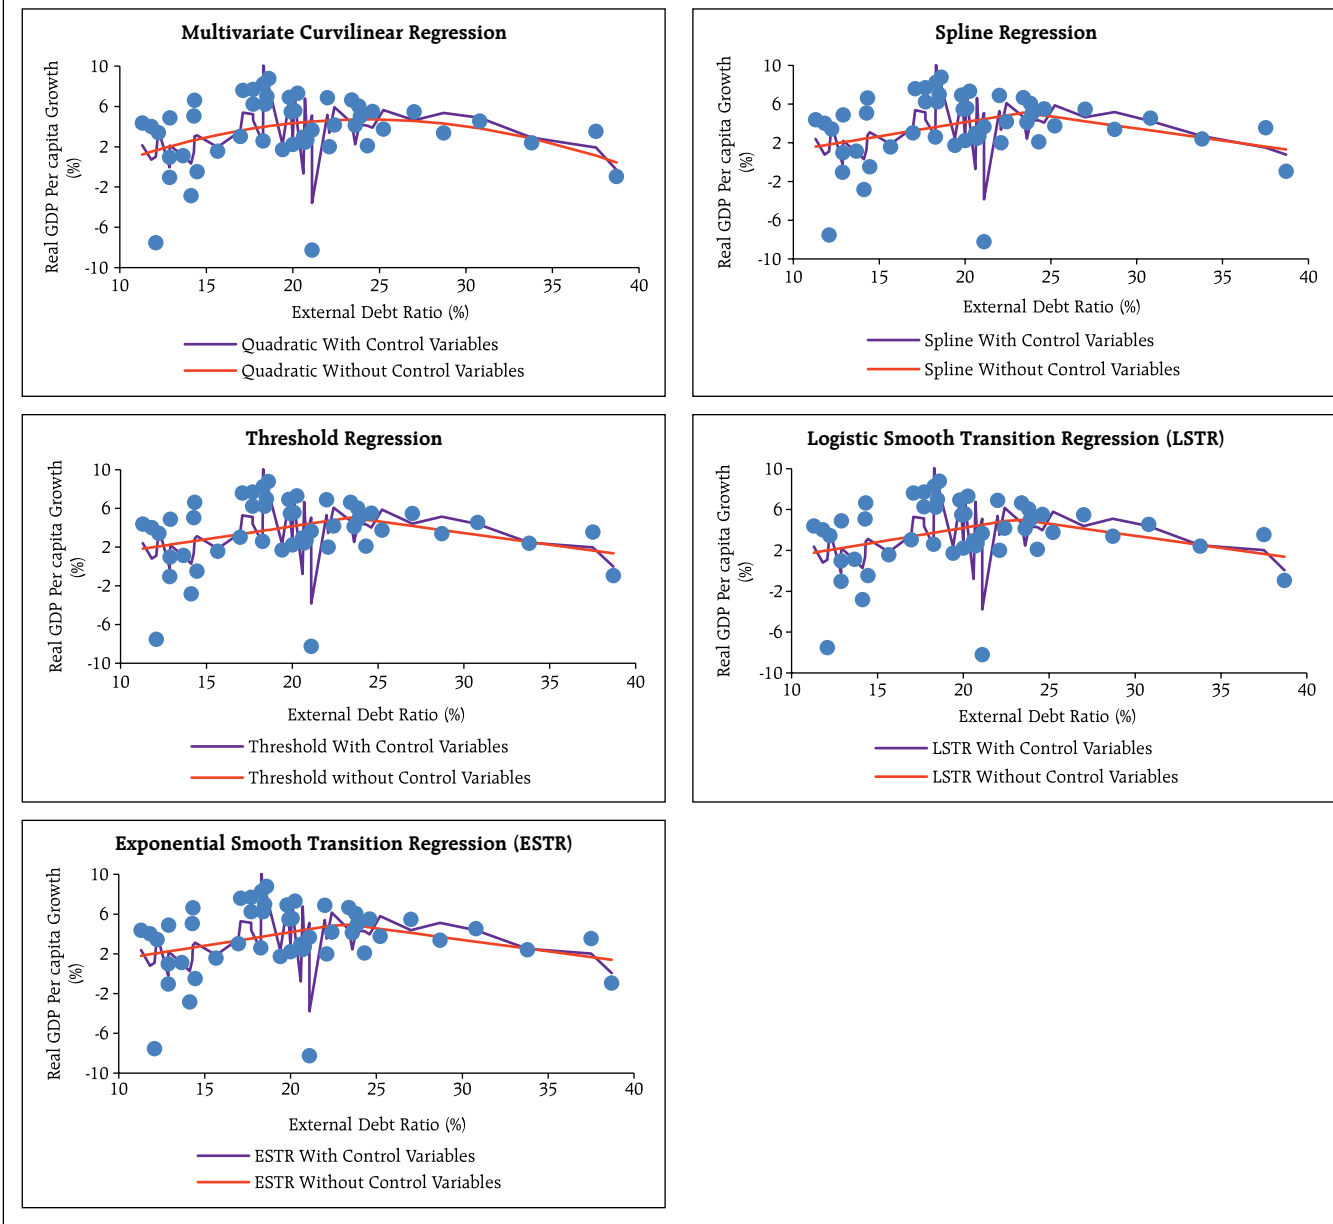 Multivariate Curvilinear Regression
Real GDP Per capita Growth
(%)
10
6
2
-2
-6
-10
10 15 20 25 30 35 40
External Debt Ratio (%)
Quadratic With Control Variables
Quadratic Without Control Variables
Spline Regression
Real GDP Per capita Growth
(%)
10
6
2
-2
-6
-10
10 15 20 25 30 35 40
External Debt Ratio (%)
Spline With Control Variables
Spline Without Control Variables
Threshold Regression
Real GDP Per capita Growth
(%)
10
6
2
-2
-6
-10
10 15 20 25 30 35 40
External Debt Ratio (%)
Threshold With Control Variables
Threshold without Control Variables
Logistic Smooth Transition Regression (LSTR)
Real GDP Per capita Growth
(%)
10
6
2
-2
-6
-10
10 15 20 25 30 35 40
External Debt Ratio (%)
LSTR With Control Variables
LSTR Without Control Variables
Exponential Smooth Transition Regression (ESTR)
Real GDP Per capita Growth
(%)
10
6
2
-2
-6
-10
10 15 20 25 30 35 40
External Debt Ratio (%)
ESTR With Control Variables
ESTR Without Control Variables